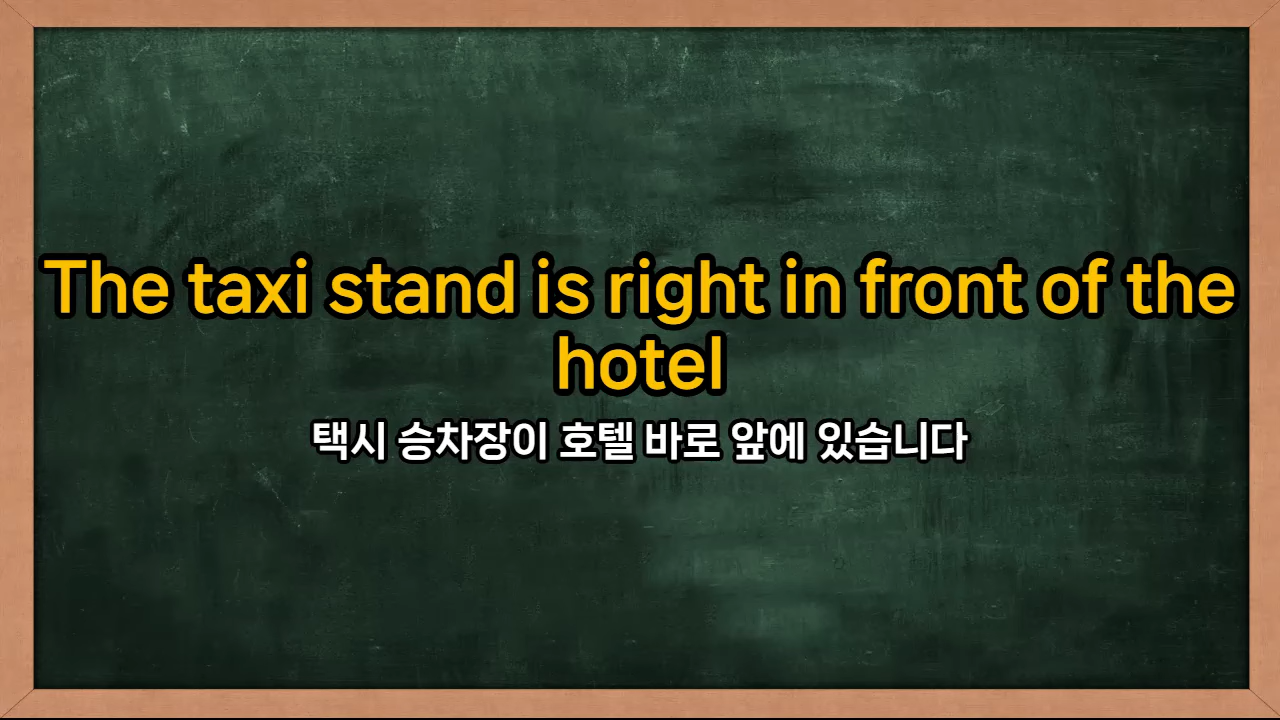 The taxi stand is right in front of the
hotel
택시 승차장이 호텔 바로 앞에 있습니다